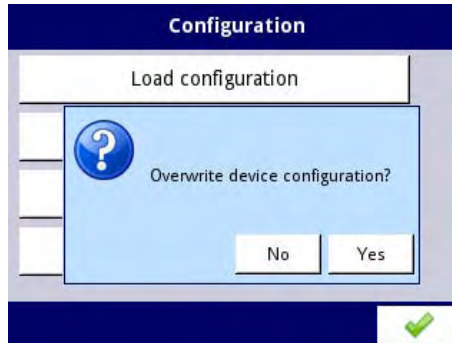 Configuration
Load configuration
Overwrite device configuration?
No Yes